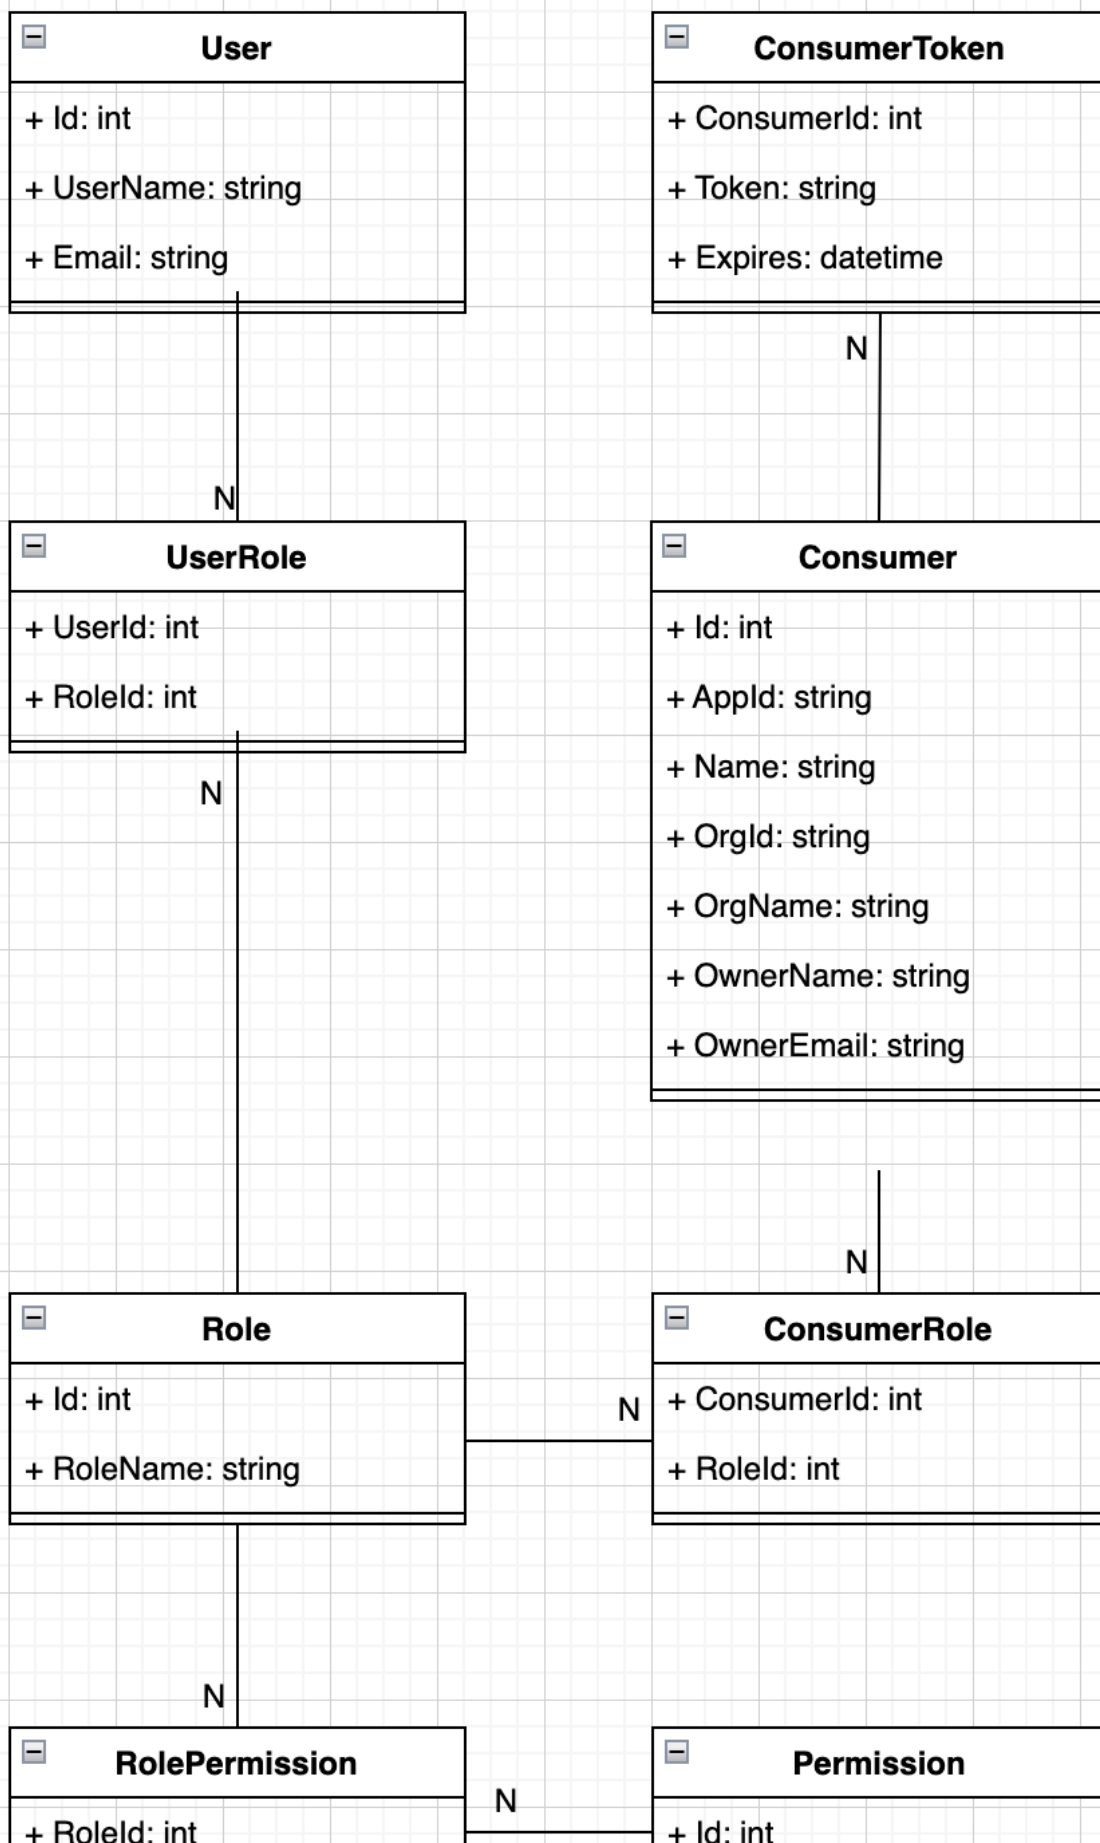 User
+ Id: int
+ UserName: string
+ Email: string
ConsumerToken
+ ConsumerId: int
+ Token: string
+ Expires: datetime
N
N
UserRole
+ UserId: int
+ RoleId: int
N
Consumer
+ Id: int
+ AppId: string
+ Name: string
+ OrgId: string
+ OrgName: string
+ OwnerName: string
+ OwnerEmail: string
N
Role
+ Id: int
+ RoleName: string
N
ConsumerRole
+ ConsumerId: int
+ RoleId: int
N
RolePermission
+ RoleId: int
N
Permission
+ Id: int